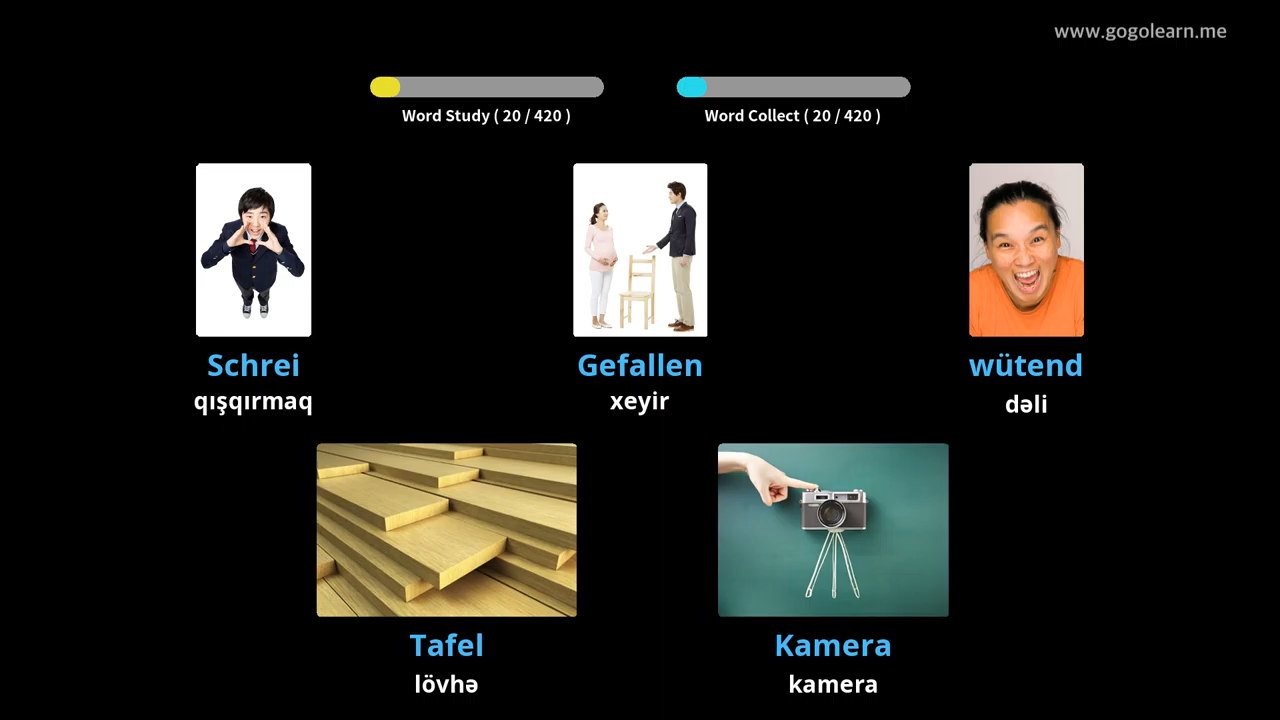 www.gogolearn.me
Word Study ( 20 / 420 )
Word Collect ( 20 / 420 )
Schrei
qışqırmaq
Gefallen
xeyir
wütend
dəli
Tafel
lövhə
Kamera
kamera